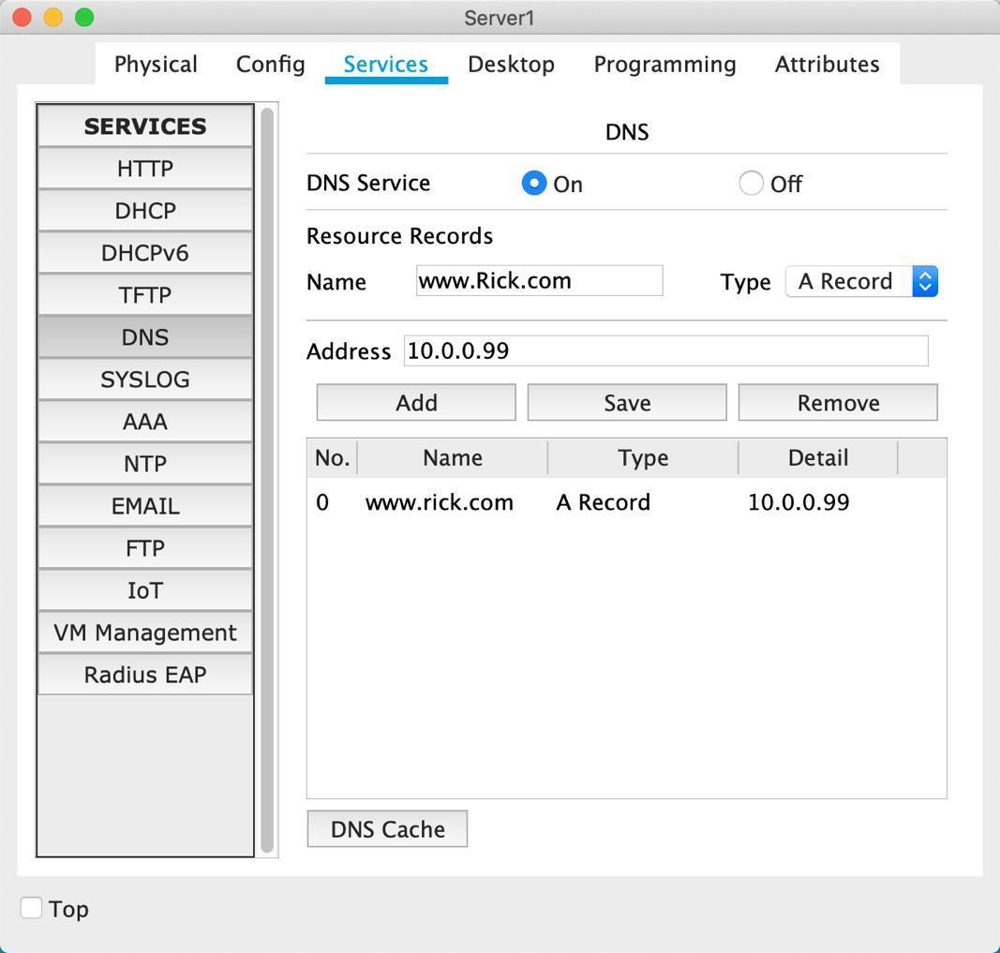 Server1
Physical Config Services Desktop Programming Attributes
SERVICES
HTTP
DHCP
DHCPv6
TFTP
DNS
SYSLOG
AAA
NTP
EMAIL
FTP
IoT
VM Management
Radius EAP
DNS
DNS Service On Off
Resource Records
Name www.Rick.com Type A Record
Address 10.0.0.99
Add Save Remove
No. Name Type Detail
0 www.rick.com A Record 10.0.0.99
DNS Cache
Top